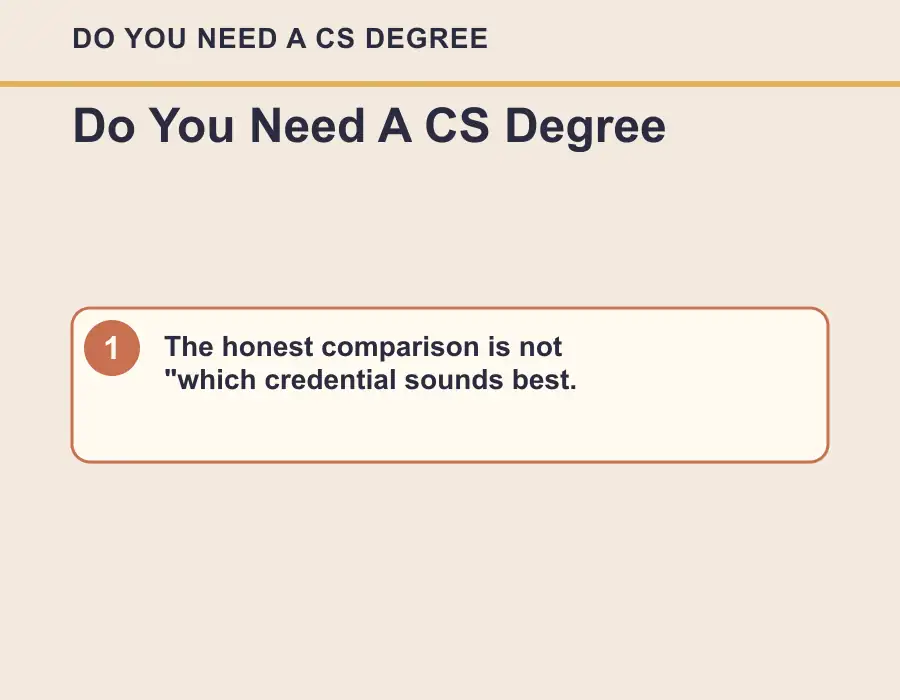 DO YOU NEED A CS DEGREE
Do You Need A CS Degree
1
The honest comparison is not
"which credential sounds best.